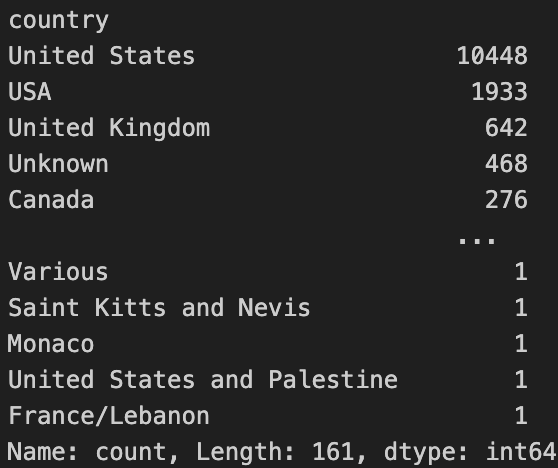 country
United States 10448
USA 1933
United Kingdom 642
Unknown 468
Canada 276
...
Various 1
Saint Kitts and Nevis 1
Monaco 1
United States and Palestine 1
France/Lebanon 1
Name: count, Length: 161, dtype: int64